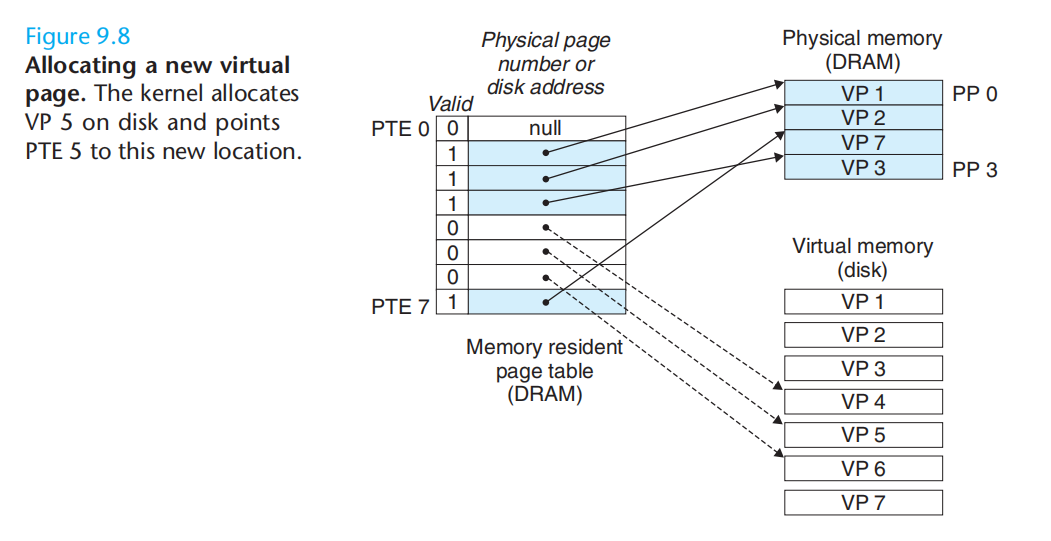 Figure 9.8
Allocating a new virtual
page. The kernel allocates
VP 5 on disk and points
PTE 5 to this new location.
Physical page
number or
disk address
Valid
PTE 0
0
null
1
1
1
0
0
0
PTE 7
1
Memory resident
page table
(DRAM)
Physical memory
(DRAM)
VP 1
PP 0
VP 2
VP 7
VP 3
PP 3
Virtual memory
(disk)
VP 1
VP 2
VP 3
VP 4
VP 5
VP 6
VP 7